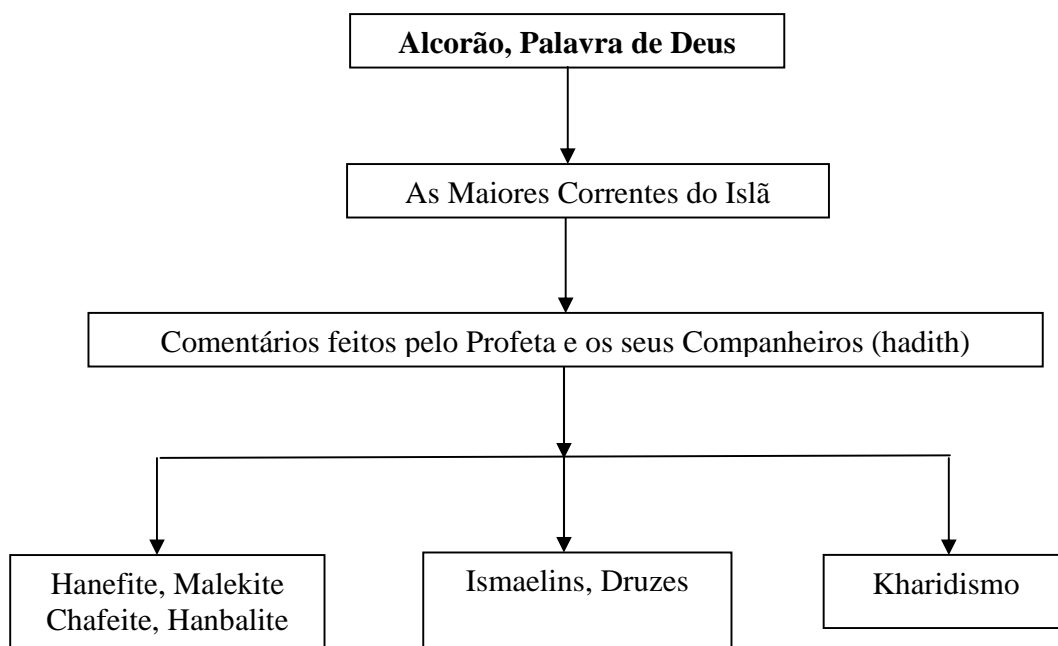 Alcorão, Palavra de Deus
As Maiores Correntes do Islã
Comentários feitos pelo Profeta e os seus Companheiros (hadith)
Hanefite, Malekite
Chafeite, Hanbalite
Ismaelins, Druzes
Kharidismo